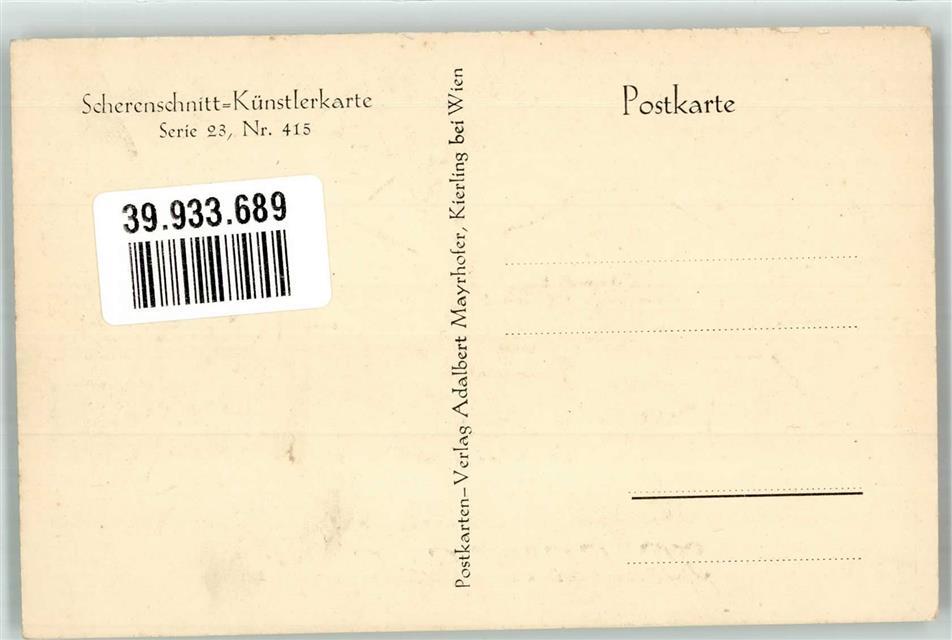 Scherenschnitt=Künstlerkarte
Serie 23, Nr. 415
39.933.689
Postkarten-Verlag Adalbert Mayrhofer, Kierling bei Wien
Postkarte